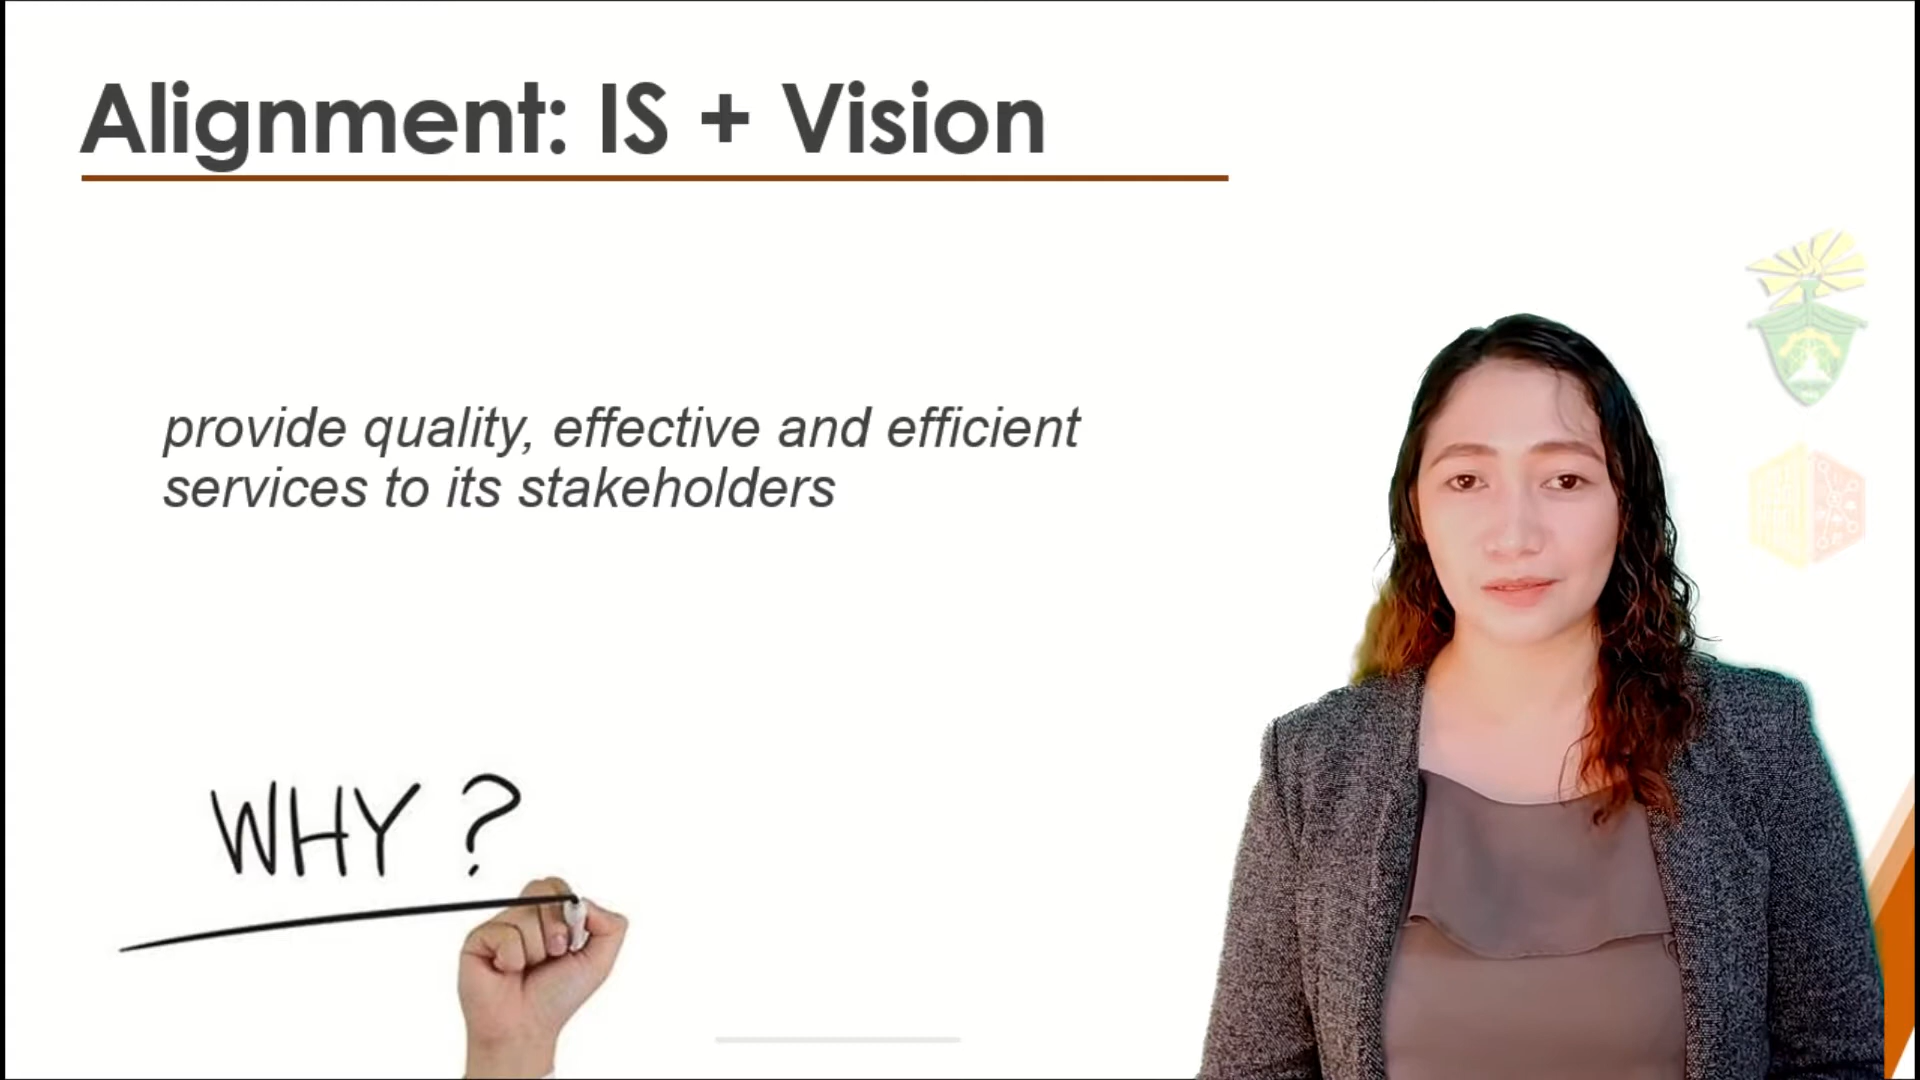 Alignment: IS + Vision
provide quality, effective and efficient
services to its stakeholders
WHY ?